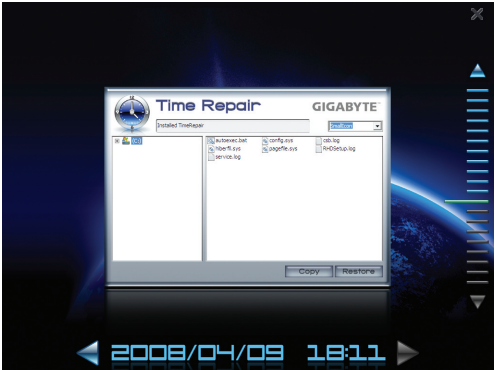 Time Repair
GIGABYTE
Installed TimeRepair
autoexec.bat config.sys csb.log
hiberfil.sys pagefile.sys RHDSetup.log
service.log
Copy Restore
2008/04/09 18:11